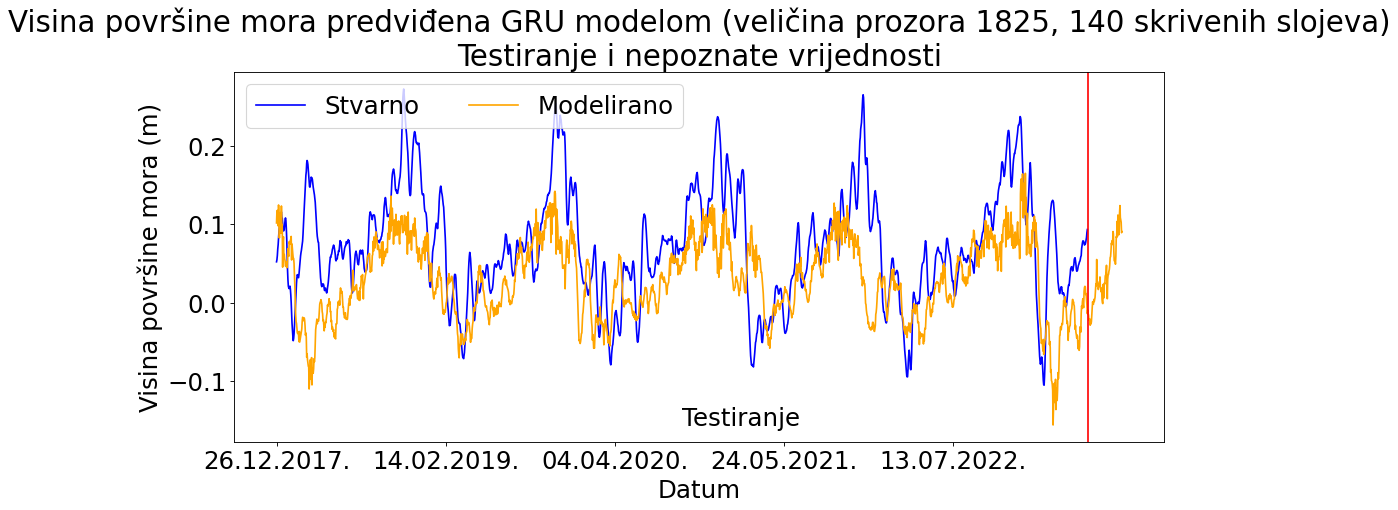 Visina površine mora predviđena GRU modelom (veličina prozora 1825, 140 skrivenih slojeva)
Testiranje i nepoznate vrijednosti
Stvarno
Modelirano
Visina površine mora (m)
0.2
0.1
0.0
−0.1
Testiranje
26.12.2017.
14.02.2019.
04.04.2020.
24.05.2021.
13.07.2022.
Datum